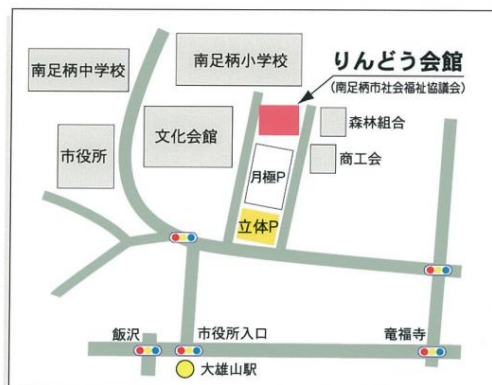 南足柄中学校
南足柄小学校
りんどう会館
(南足柄市社会福祉協議会)
市役所
文化会館
森林組合
商工会
月極P
立体P
飯沢
市役所入口
竜福寺
大雄山駅